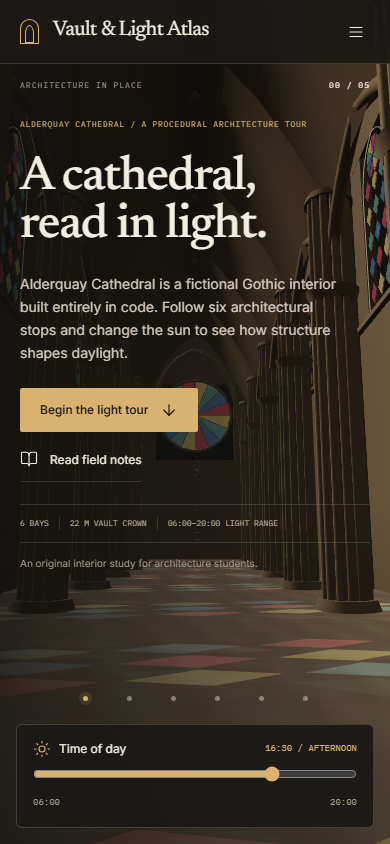 Vault & Light Atlas
ARCHITECTURE IN PLACE
00 / 05
ALDERQUAY CATHEDRAL / A PROCEDURAL ARCHITECTURE TOUR
A cathedral,
read in light.
Alderquay Cathedral is a fictional Gothic interior
built entirely in code. Follow six architectural
stops and change the sun to see how structure
shapes daylight.
Begin the light tour
Read field notes
6 BAYS
22 M VAULT CROWN
06:00–20:00 LIGHT RANGE
An original interior study for architecture students.
Time of day
16:30 / AFTERNOON
06:00
20:00